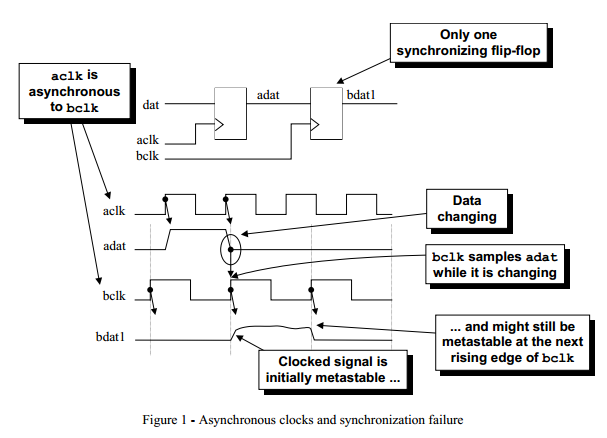 Only one
synchronizing flip-flop
aclk is
asynchronous
to bclk
dat
adat
bdat1
aclk
bclk
aclk
Data
changing
adat
bclk samples adat
while it is changing
bclk
bdat1
... and might still be
metastable at the next
rising edge of bclk
Clocked signal is
initially metastable ...
Figure 1 - Asynchronous clocks and synchronization failure